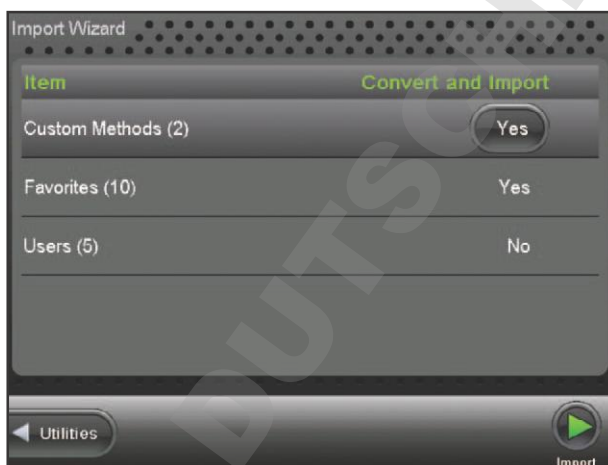 Import Wizard
Item Convert and Import
Custom Methods (2) Yes
Favorites (10) Yes
Users (5) No
Utilities
Import